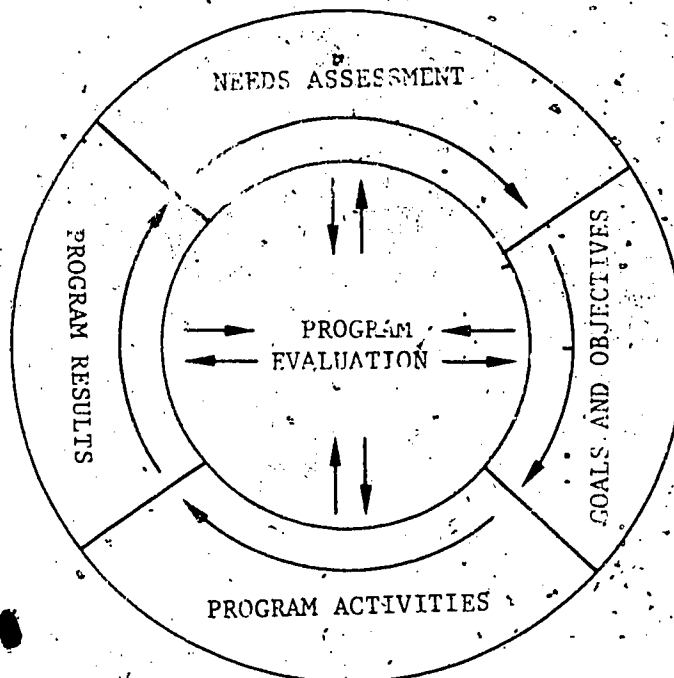 NEEDS ASSESSMENT
GOALS AND OBJECTIVES
PROGRAM ACTIVITIES
PROGRAM RESULTS
PROGRAM
EVALUATION